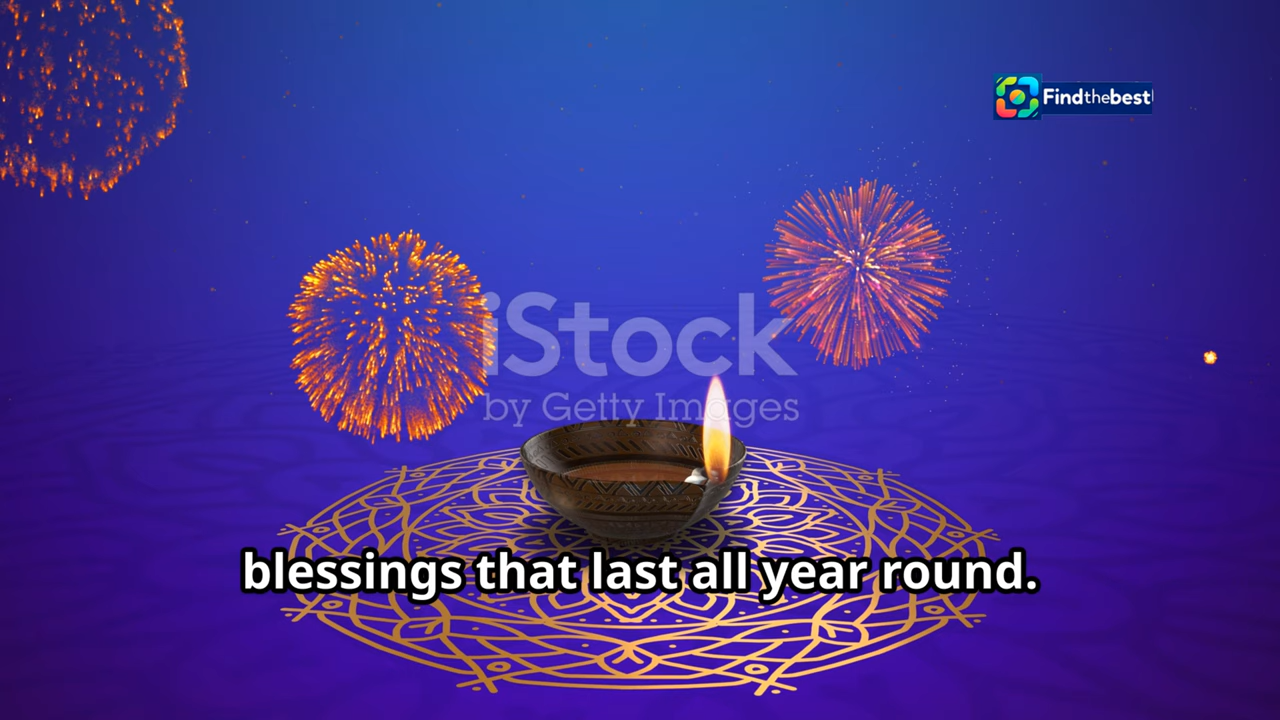 Findthebest
iStock
by Getty Images
blessings that last all year round.